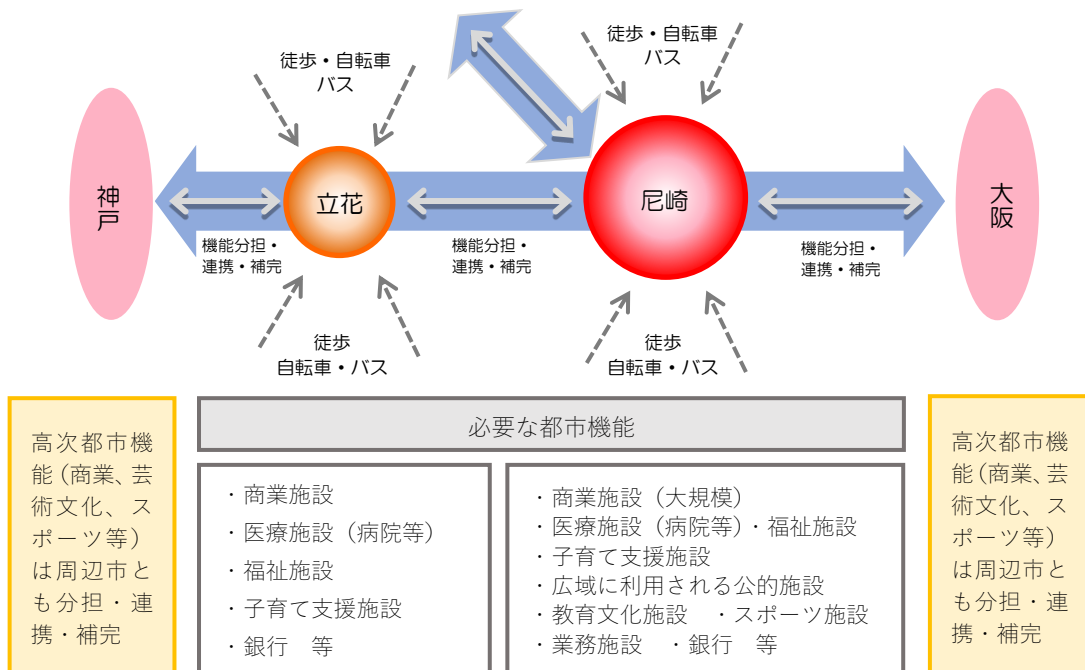 徒歩・自転車
バス
徒歩・自転車
バス
神戸
立花
尼崎
大阪
機能分担・
連携・補完
機能分担・
連携・補完
機能分担・
連携・補完
徒歩
自転車・バス
徒歩
自転車・バス
高次都市機
能（商業、芸
術文化、ス
ポーツ等）
は周辺市と
も分担・連
携・補完
必要な都市機能
・商業施設
・医療施設（病院等）
・福祉施設
・子育て支援施設
・銀行　等
・商業施設（大規模）
・医療施設（病院等）・福祉施設
・子育て支援施設
・広域に利用される公的施設
・教育文化施設　・スポーツ施設
・業務施設　・銀行　等
高次都市機
能（商業、芸
術文化、ス
ポーツ等）
は周辺市と
も分担・連
携・補完